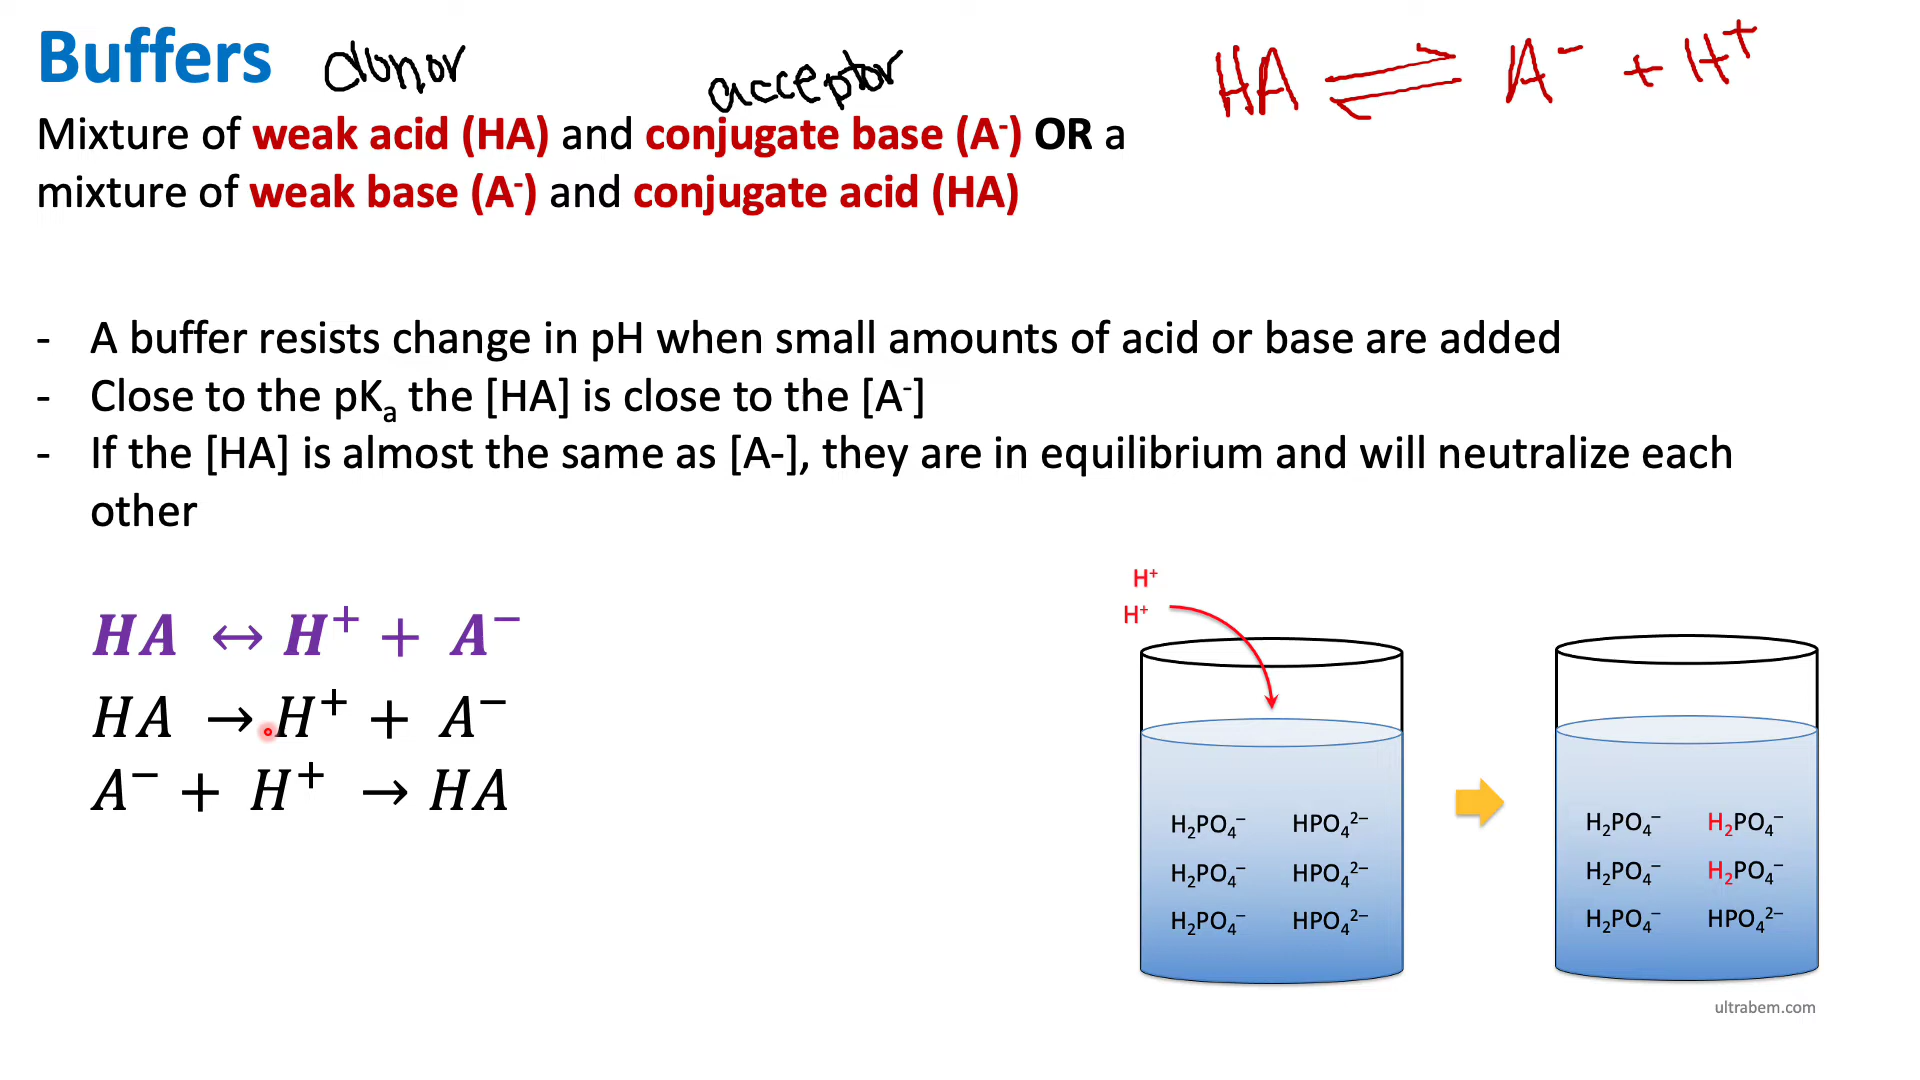 Buffers
donor
acceptor
HA ⇌ A⁻ + H⁺
Mixture of weak acid (HA) and conjugate base (A⁻) OR a
mixture of weak base (A⁻) and conjugate acid (HA)
- A buffer resists change in pH when small amounts of acid or base are added
- Close to the pKₐ the [HA] is close to the [A⁻]
- If the [HA] is almost the same as [A-], they are in equilibrium and will neutralize each
other
HA ↔ H⁺ + A⁻
HA → H⁺ + A⁻
A⁻ + H⁺ → HA
H⁺
H⁺
H₂PO₄⁻ HPO₄²⁻
H₂PO₄⁻ HPO₄²⁻
H₂PO₄⁻ HPO₄²⁻
H₂PO₄⁻ H₂PO₄⁻
H₂PO₄⁻ H₂PO₄⁻
H₂PO₄⁻ HPO₄²⁻
ultrabem.com